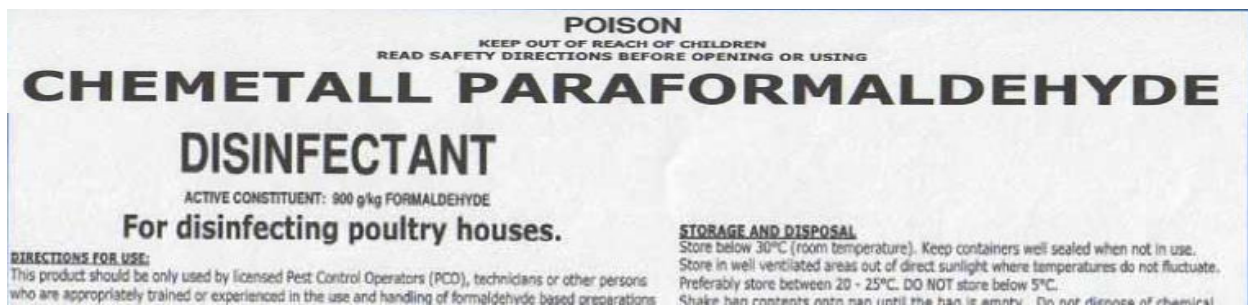 POISON
KEEP OUT OF REACH OF CHILDREN
READ SAFETY DIRECTIONS BEFORE OPENING OR USING
CHEMETALL PARAFORMALDEHYDE
DISINFECTANT
ACTIVE CONSTITUENT: 900 g/kg FORMALDEHYDE
For disinfecting poultry houses.
DIRECTIONS FOR USE:
This product should be only used by licensed Pest Control Operators (PCO), technicians or other persons
who are appropriately trained or experienced in the use and handling of formaldehyde based preparations
STORAGE AND DISPOSAL
Store below 30°C (room temperature). Keep containers well sealed when not in use.
Store in well ventilated areas out of direct sunlight where temperatures do not fluctuate.
Preferably store between 20 - 25°C. DO NOT store below 5°C.
Shake bag contents onto pan until the bag is empty. Do not dispose of chemical